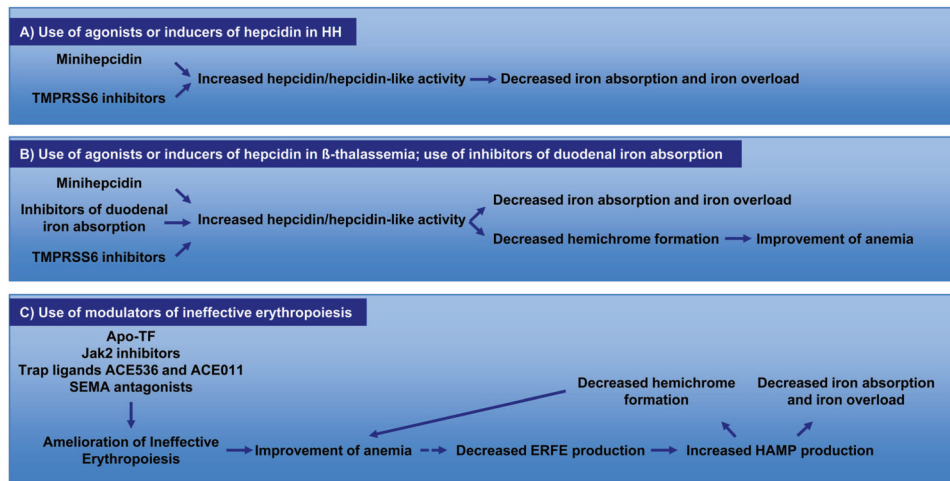 A) Use of agonists or inducers of hepcidin in HH
Minihepcidin
Increased hepcidin/hepcidin-like activity
Decreased iron absorption and iron overload
TMPRSS6 inhibitors
B) Use of agonists or inducers of hepcidin in ß-thalassemia; use of inhibitors of duodenal iron absorption
Minihepcidin
Inhibitors of duodenal
iron absorption
TMPRSS6 inhibitors
Increased hepcidin/hepcidin-like activity
Decreased iron absorption and iron overload
Decreased hemichrome formation
Improvement of anemia
C) Use of modulators of ineffective erythropoiesis
Apo-TF
Jak2 inhibitors
Trap ligands ACE536 and ACE011
SEMA antagonists
Amelioration of Ineffective
Erythropoiesis
Improvement of anemia
Decreased ERFE production
Increased HAMP production
Decreased hemichrome
formation
Decreased iron absorption
and iron overload